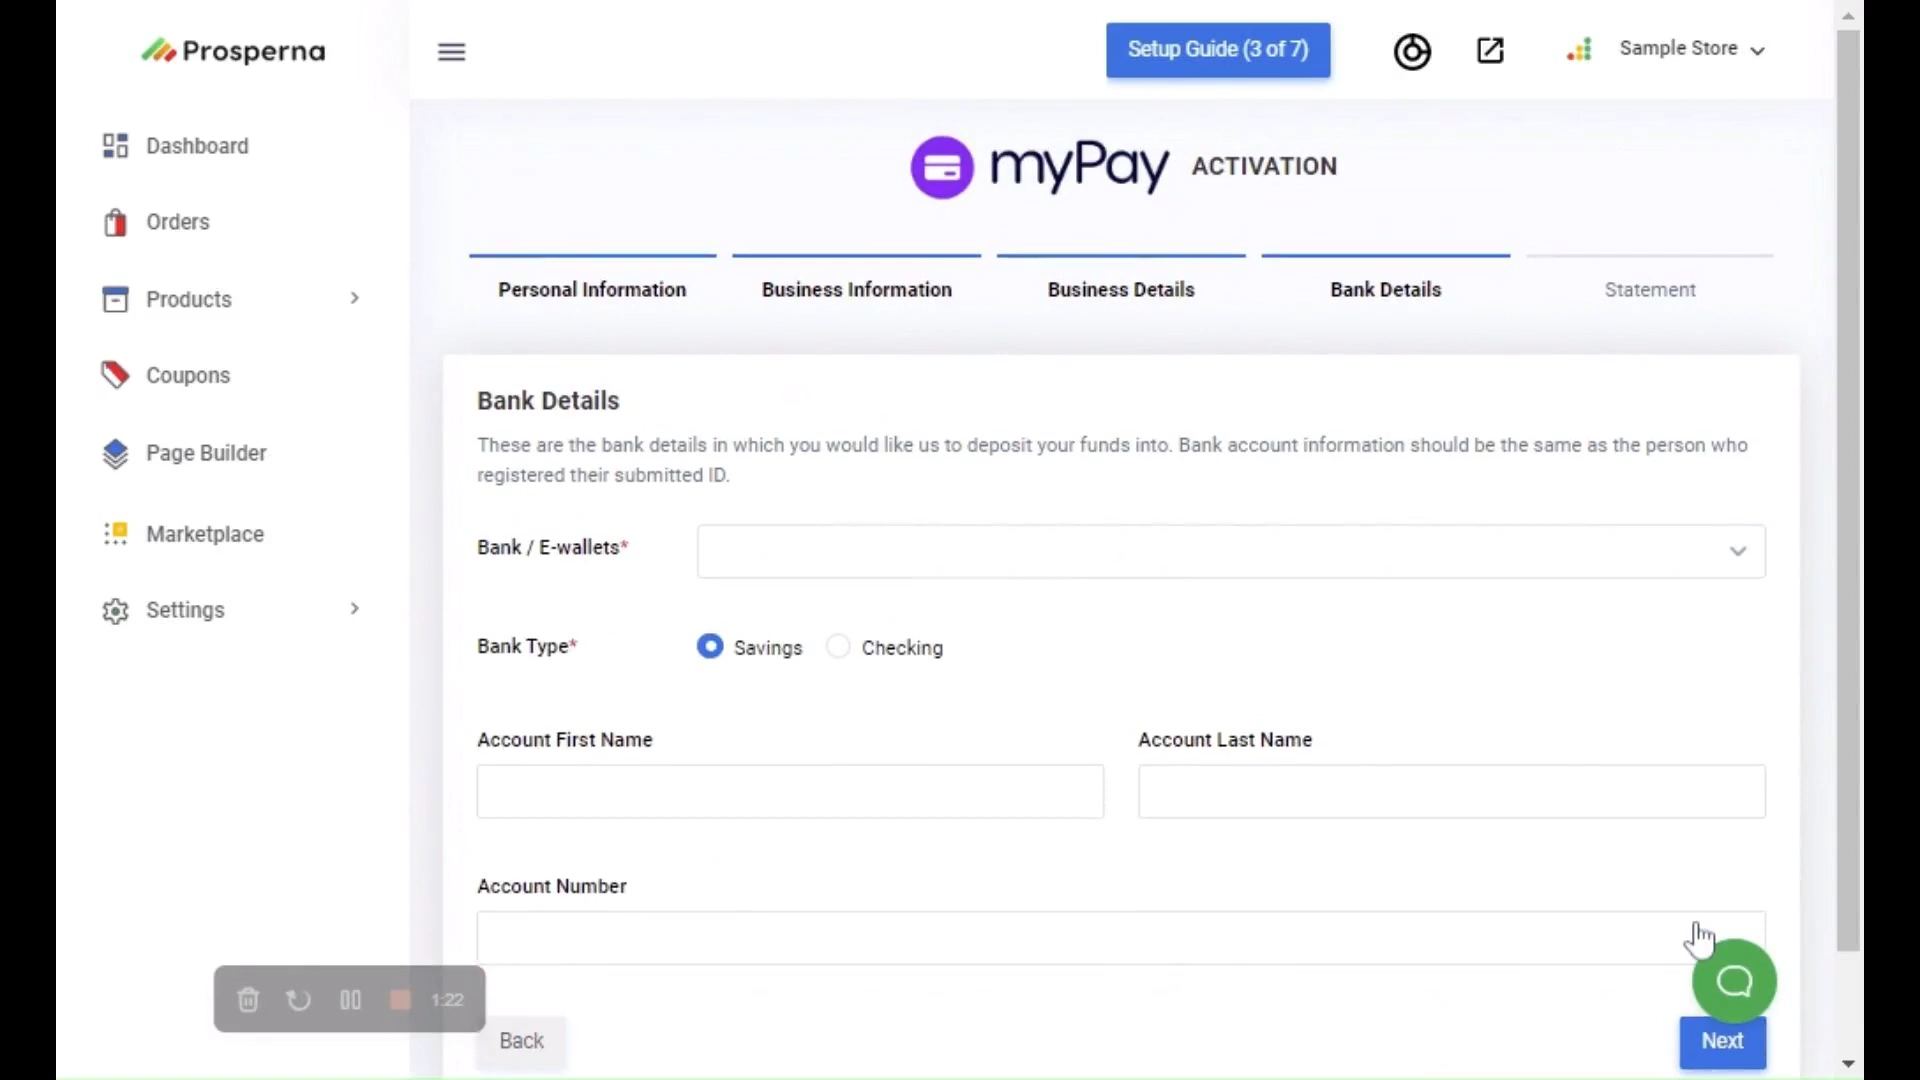 Prosperna
Setup Guide (3 of 7)
Sample Store
Dashboard
Orders
Products
Coupons
Page Builder
Marketplace
Settings
myPay ACTIVATION
Personal Information
Business Information
Business Details
Bank Details
Statement
Bank Details
These are the bank details in which you would like us to deposit your funds into. Bank account information should be the same as the person who
registered their submitted ID.
Bank / E-wallets*
Bank Type*
Savings
Checking
Account First Name
Account Last Name
Account Number
1:22
Back
Next